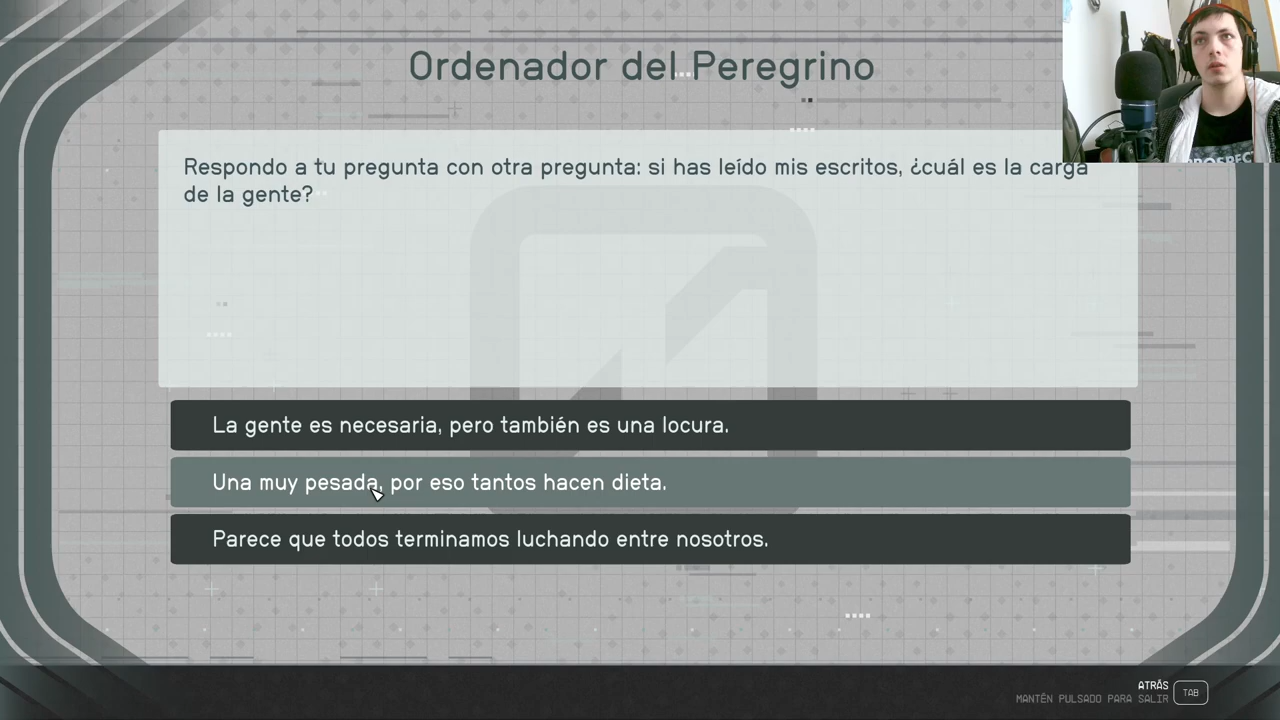 Ordenador del Peregrino
Respondo a tu pregunta con otra pregunta: si has leído mis escritos, ¿cuál es la carga
de la gente?
La gente es necesaria, pero también es una locura.
Una muy pesada, por eso tantos hacen dieta.
Parece que todos terminamos luchando entre nosotros.
ATRÁS
MANTÉN PULSADO PARA SALIR
TAB